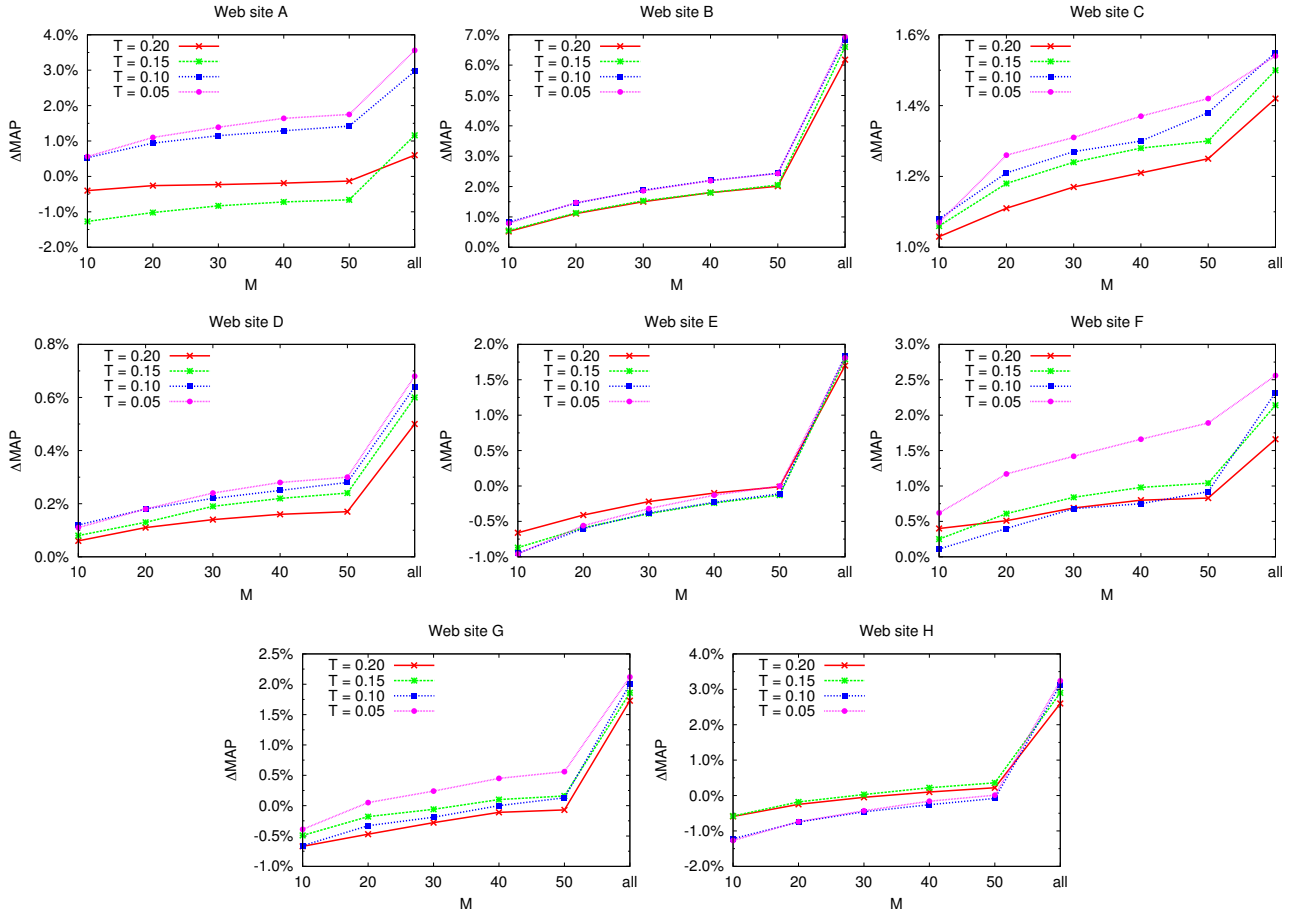 Web site A
4.0%
3.0%
2.0%
1.0%
0.0%
-1.0%
-2.0%
ΔMAP
T = 0.20
T = 0.15
T = 0.10
T = 0.05
10 20 30 40 50 all
M
Web site B
7.0%
6.0%
5.0%
4.0%
3.0%
2.0%
1.0%
0.0%
ΔMAP
T = 0.20
T = 0.15
T = 0.10
T = 0.05
10 20 30 40 50 all
M
Web site C
1.6%
1.4%
1.2%
1.0%
ΔMAP
T = 0.20
T = 0.15
T = 0.10
T = 0.05
10 20 30 40 50 all
M
Web site D
0.8%
0.6%
0.4%
0.2%
0.0%
ΔMAP
T = 0.20
T = 0.15
T = 0.10
T = 0.05
10 20 30 40 50 all
M
Web site E
2.0%
1.5%
1.0%
0.5%
0.0%
-0.5%
-1.0%
ΔMAP
T = 0.20
T = 0.15
T = 0.10
T = 0.05
10 20 30 40 50 all
M
Web site F
3.0%
2.5%
2.0%
1.5%
1.0%
0.5%
0.0%
ΔMAP
T = 0.20
T = 0.15
T = 0.10
T = 0.05
10 20 30 40 50 all
M
Web site G
2.5%
2.0%
1.5%
1.0%
0.5%
0.0%
-0.5%
-1.0%
ΔMAP
T = 0.20
T = 0.15
T = 0.10
T = 0.05
10 20 30 40 50 all
M
Web site H
4.0%
3.0%
2.0%
1.0%
0.0%
-1.0%
-2.0%
ΔMAP
T = 0.20
T = 0.15
T = 0.10
T = 0.05
10 20 30 40 50 all
M